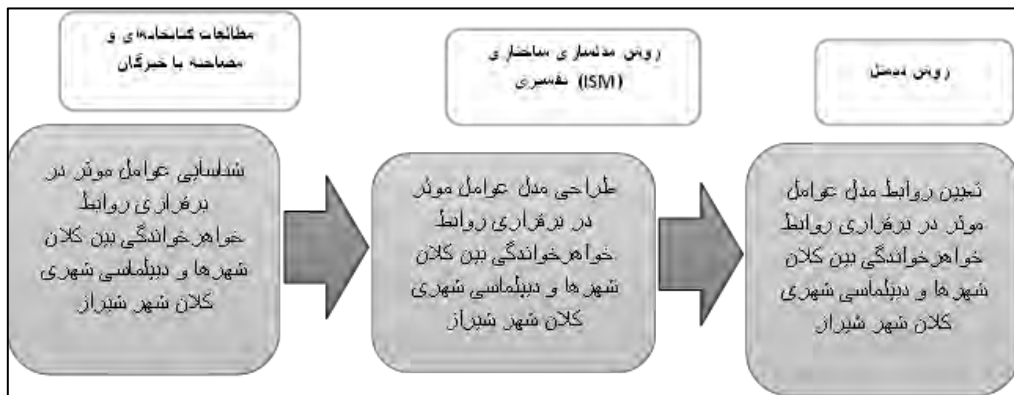 مطالعات کتابخانه‌ای و
مصاحبه با خبرگان
شناسایی عوامل موثر در
برقراری روابط
خواهرخواندگی بین کلان
شهرها و دیپلماسی شهری
کلان شهر شیراز
روش مدلسازی ساختاری
تفسیری (ISM)
طراحی مدل عوامل موثر
در برقراری روابط
خواهرخواندگی بین کلان
شهرها و دیپلماسی شهری
کلان شهر شیراز
روش دیمتل
تعیین روابط مدل عوامل
موثر در برقراری روابط
خواهرخواندگی بین کلان
شهرها و دیپلماسی شهری
کلان شهر شیراز